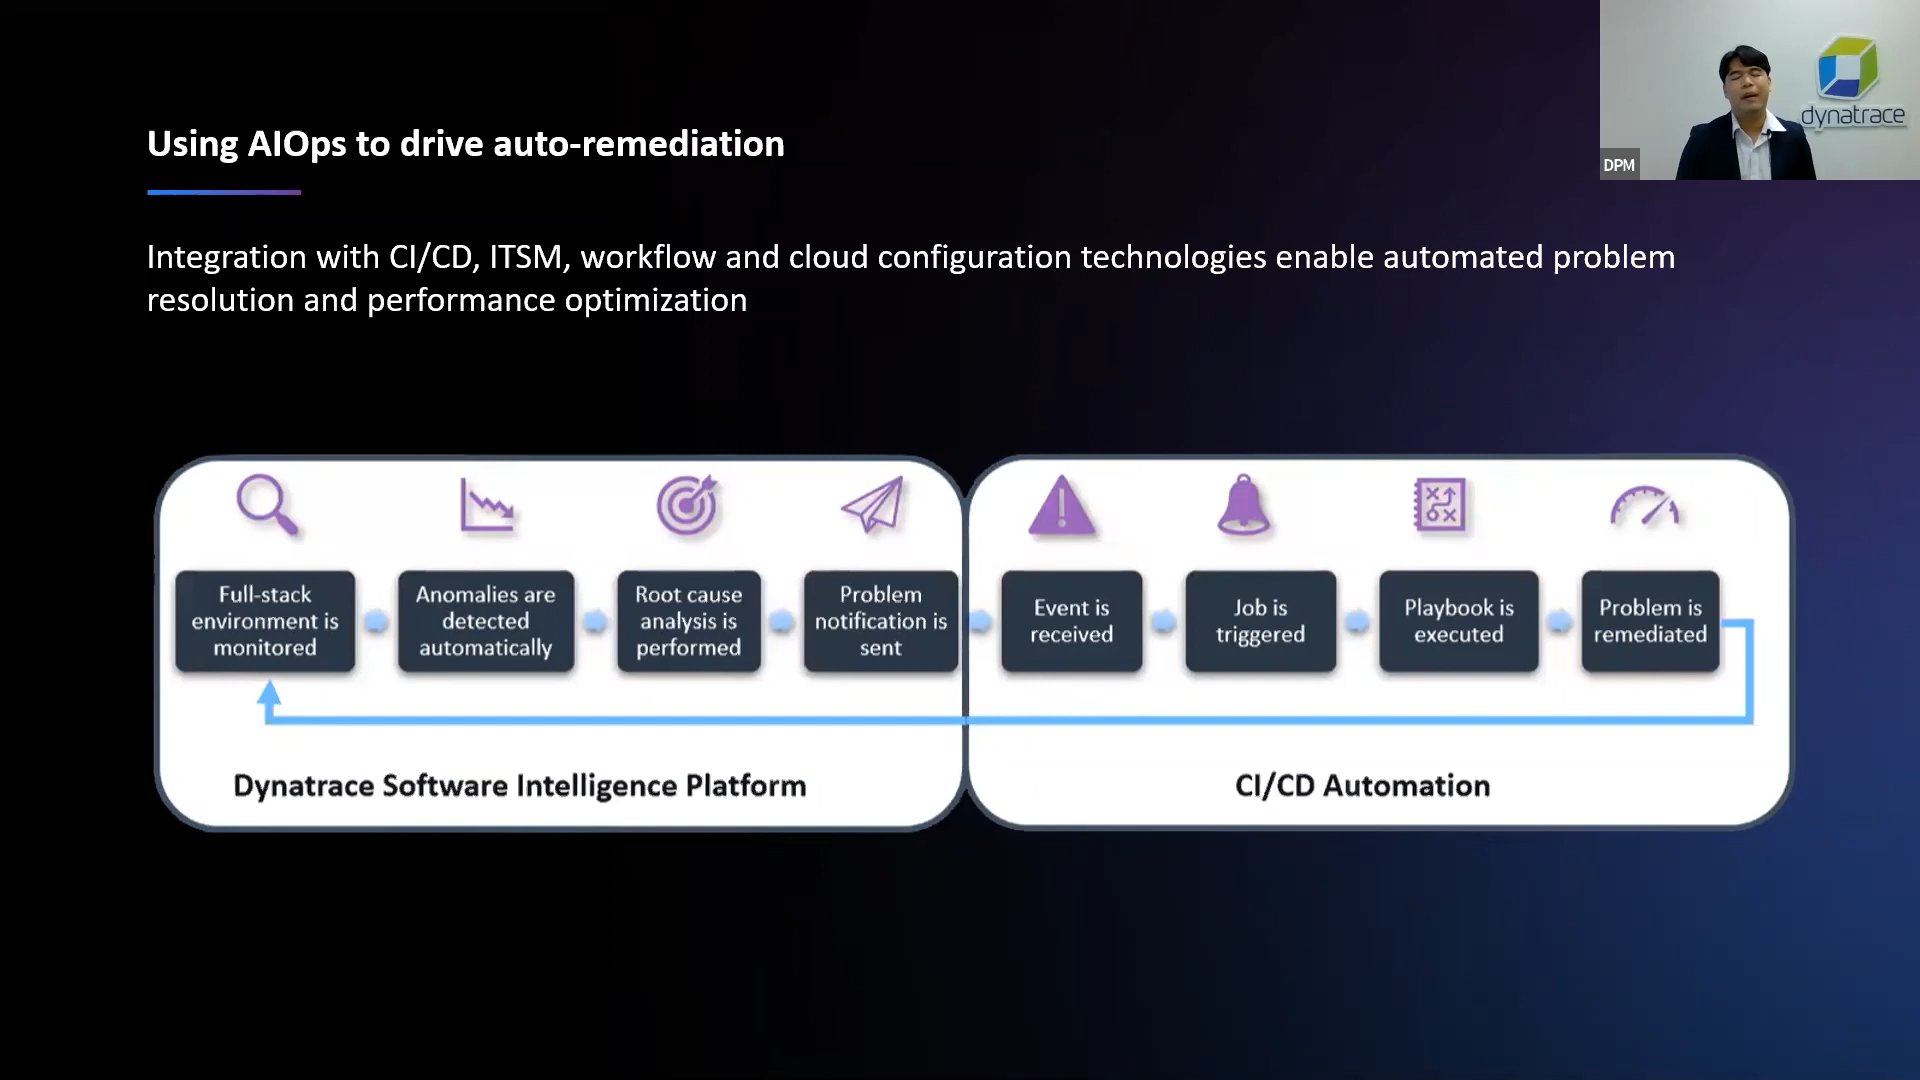 dynatrace
DPM
Using AIOps to drive auto-remediation
Integration with CI/CD, ITSM, workflow and cloud configuration technologies enable automated problem
resolution and performance optimization
Full-stack
environment is
monitored
Anomalies are
detected
automatically
Root cause
analysis is
performed
Problem
notification is
sent
Event is
received
Job is
triggered
Playbook is
executed
Problem is
remediated
Dynatrace Software Intelligence Platform
CI/CD Automation